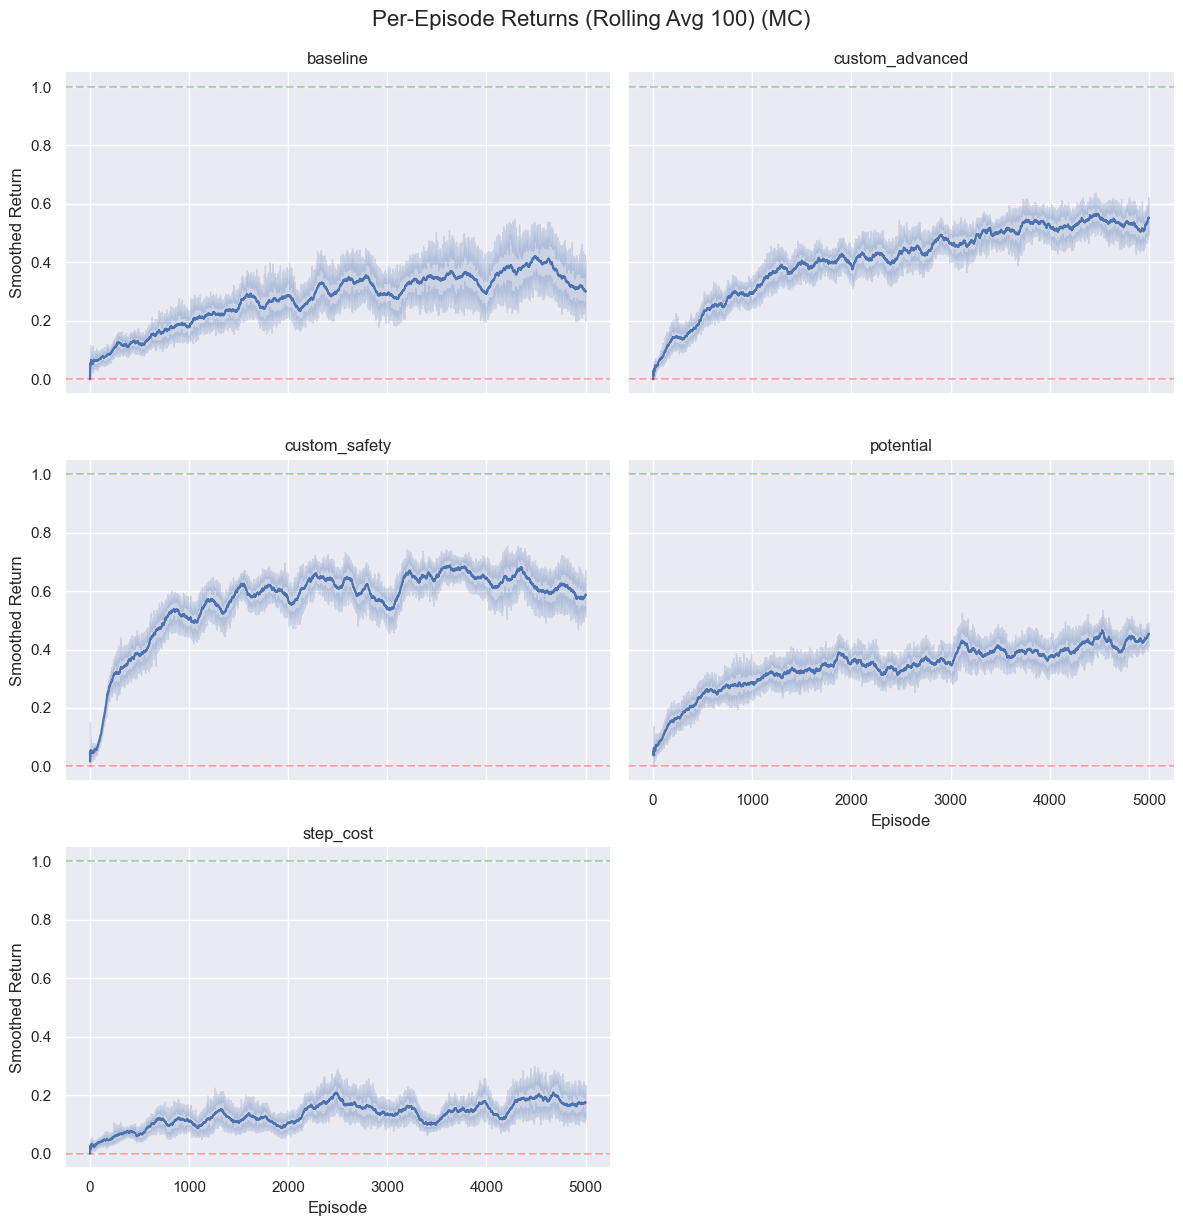 Per-Episode Returns (Rolling Avg 100) (MC)
baseline
custom_advanced
1.0
0.8
0.6
0.4
0.2
0.0
Smoothed Return
custom_safety
potential
1.0
0.8
0.6
0.4
0.2
0.0
Smoothed Return
0 1000 2000 3000 4000 5000
Episode
step_cost
1.0
0.8
0.6
0.4
0.2
0.0
Smoothed Return
0 1000 2000 3000 4000 5000
Episode